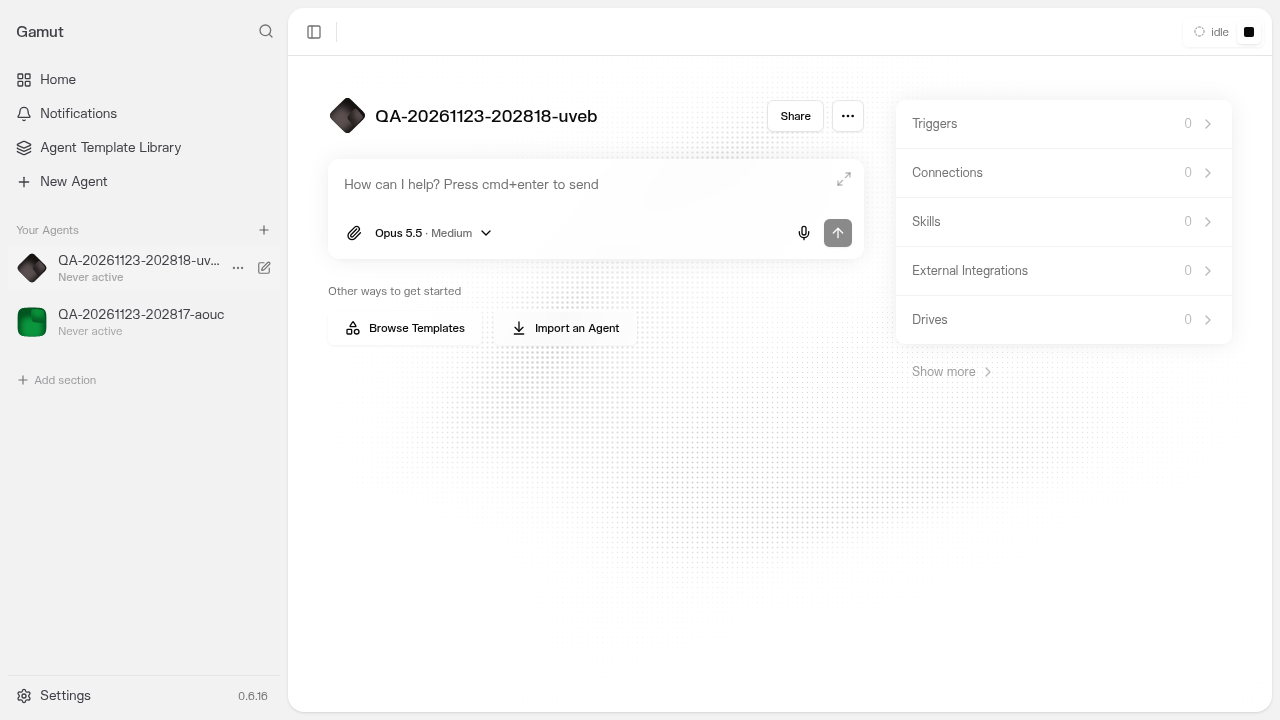 Gamut
Home
Notifications
Agent Template Library
New Agent
Your Agents
QA-20261123-202818-uv...
Never active
QA-20261123-202817-aouc
Never active
Add section
Settings
0.6.16
idle
QA-20261123-202818-uveb
Share
How can I help? Press cmd+enter to send
Opus 5.5 · Medium
Other ways to get started
Browse Templates
Import an Agent
Triggers 0
Connections 0
Skills 0
External Integrations 0
Drives 0
Show more